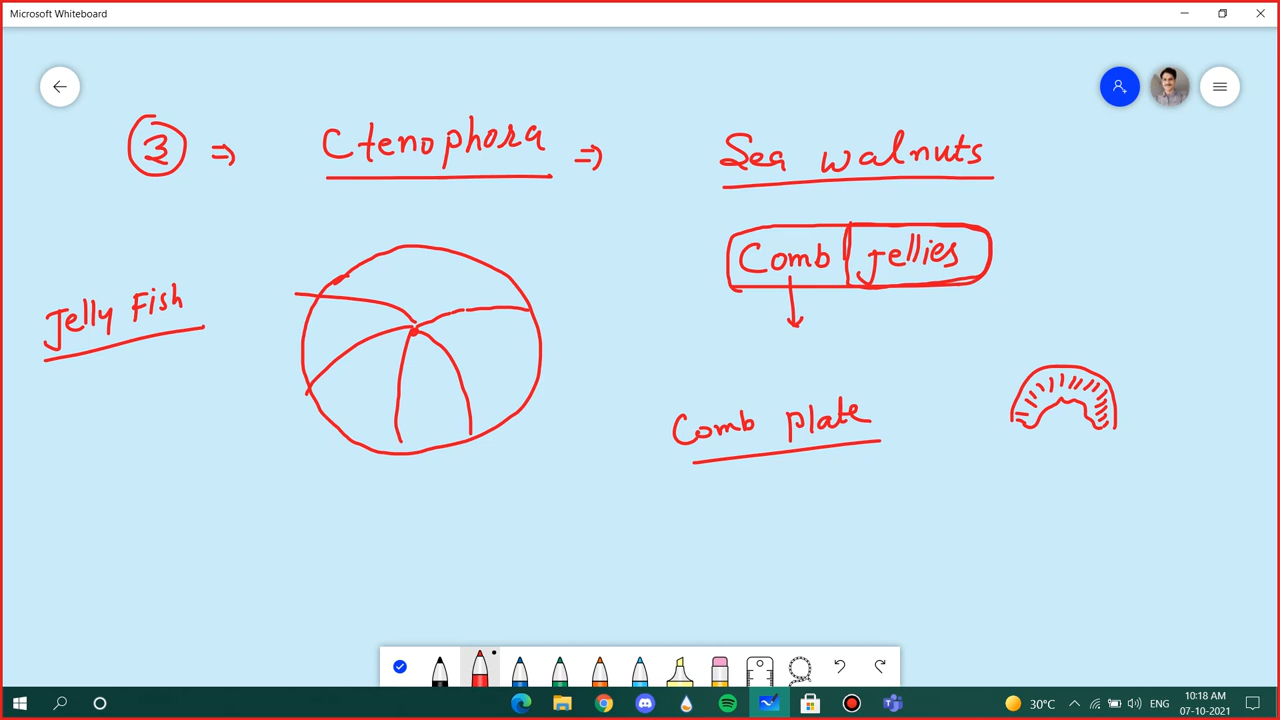 Microsoft Whiteboard
3 ⇒ Ctenophora ⇒ Sea walnuts
Comb Jellies
Jelly Fish
Comb plate
30°C ENG 10:18 AM
07-10-2021